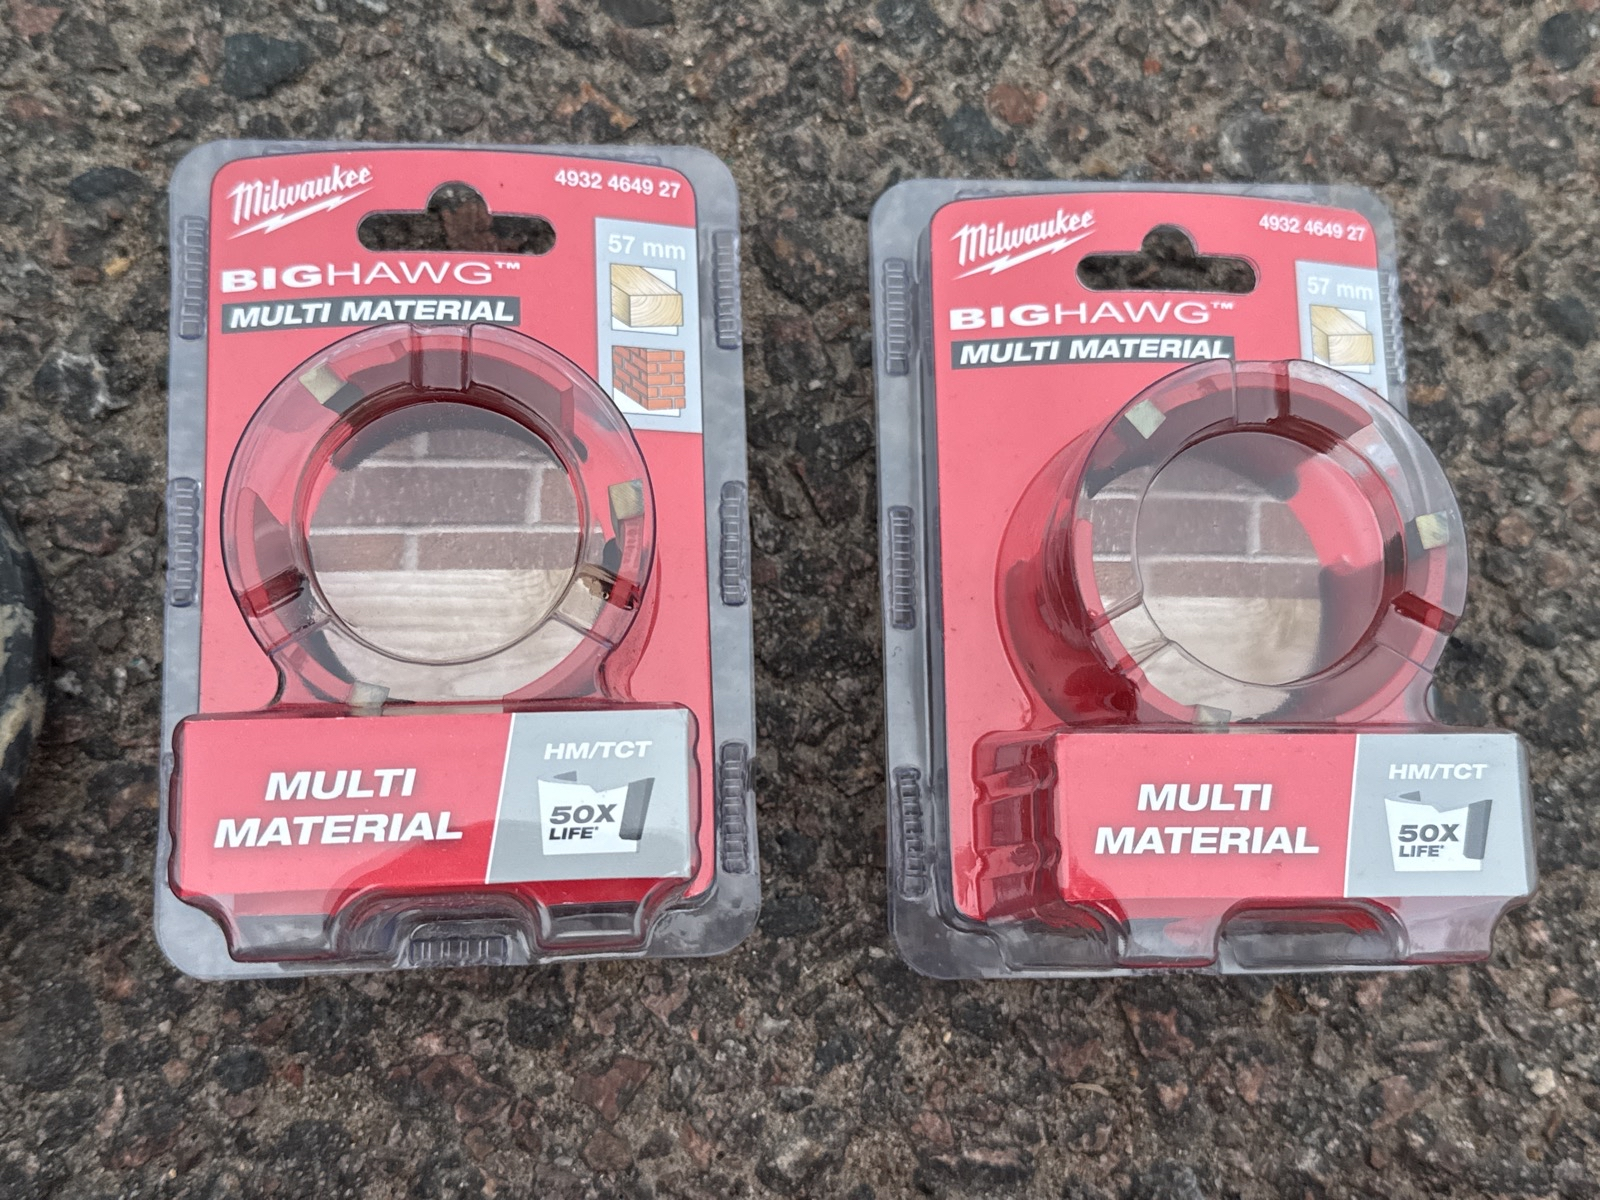 Milwaukee
4932 4649 27
57 mm
BIGHAWG™
MULTI MATERIAL
MULTI
MATERIAL
HM/TCT
50X
LIFE*
Milwaukee
4932 4649 27
57 mm
BIGHAWG™
MULTI MATERIAL
MULTI
MATERIAL
HM/TCT
50X
LIFE*